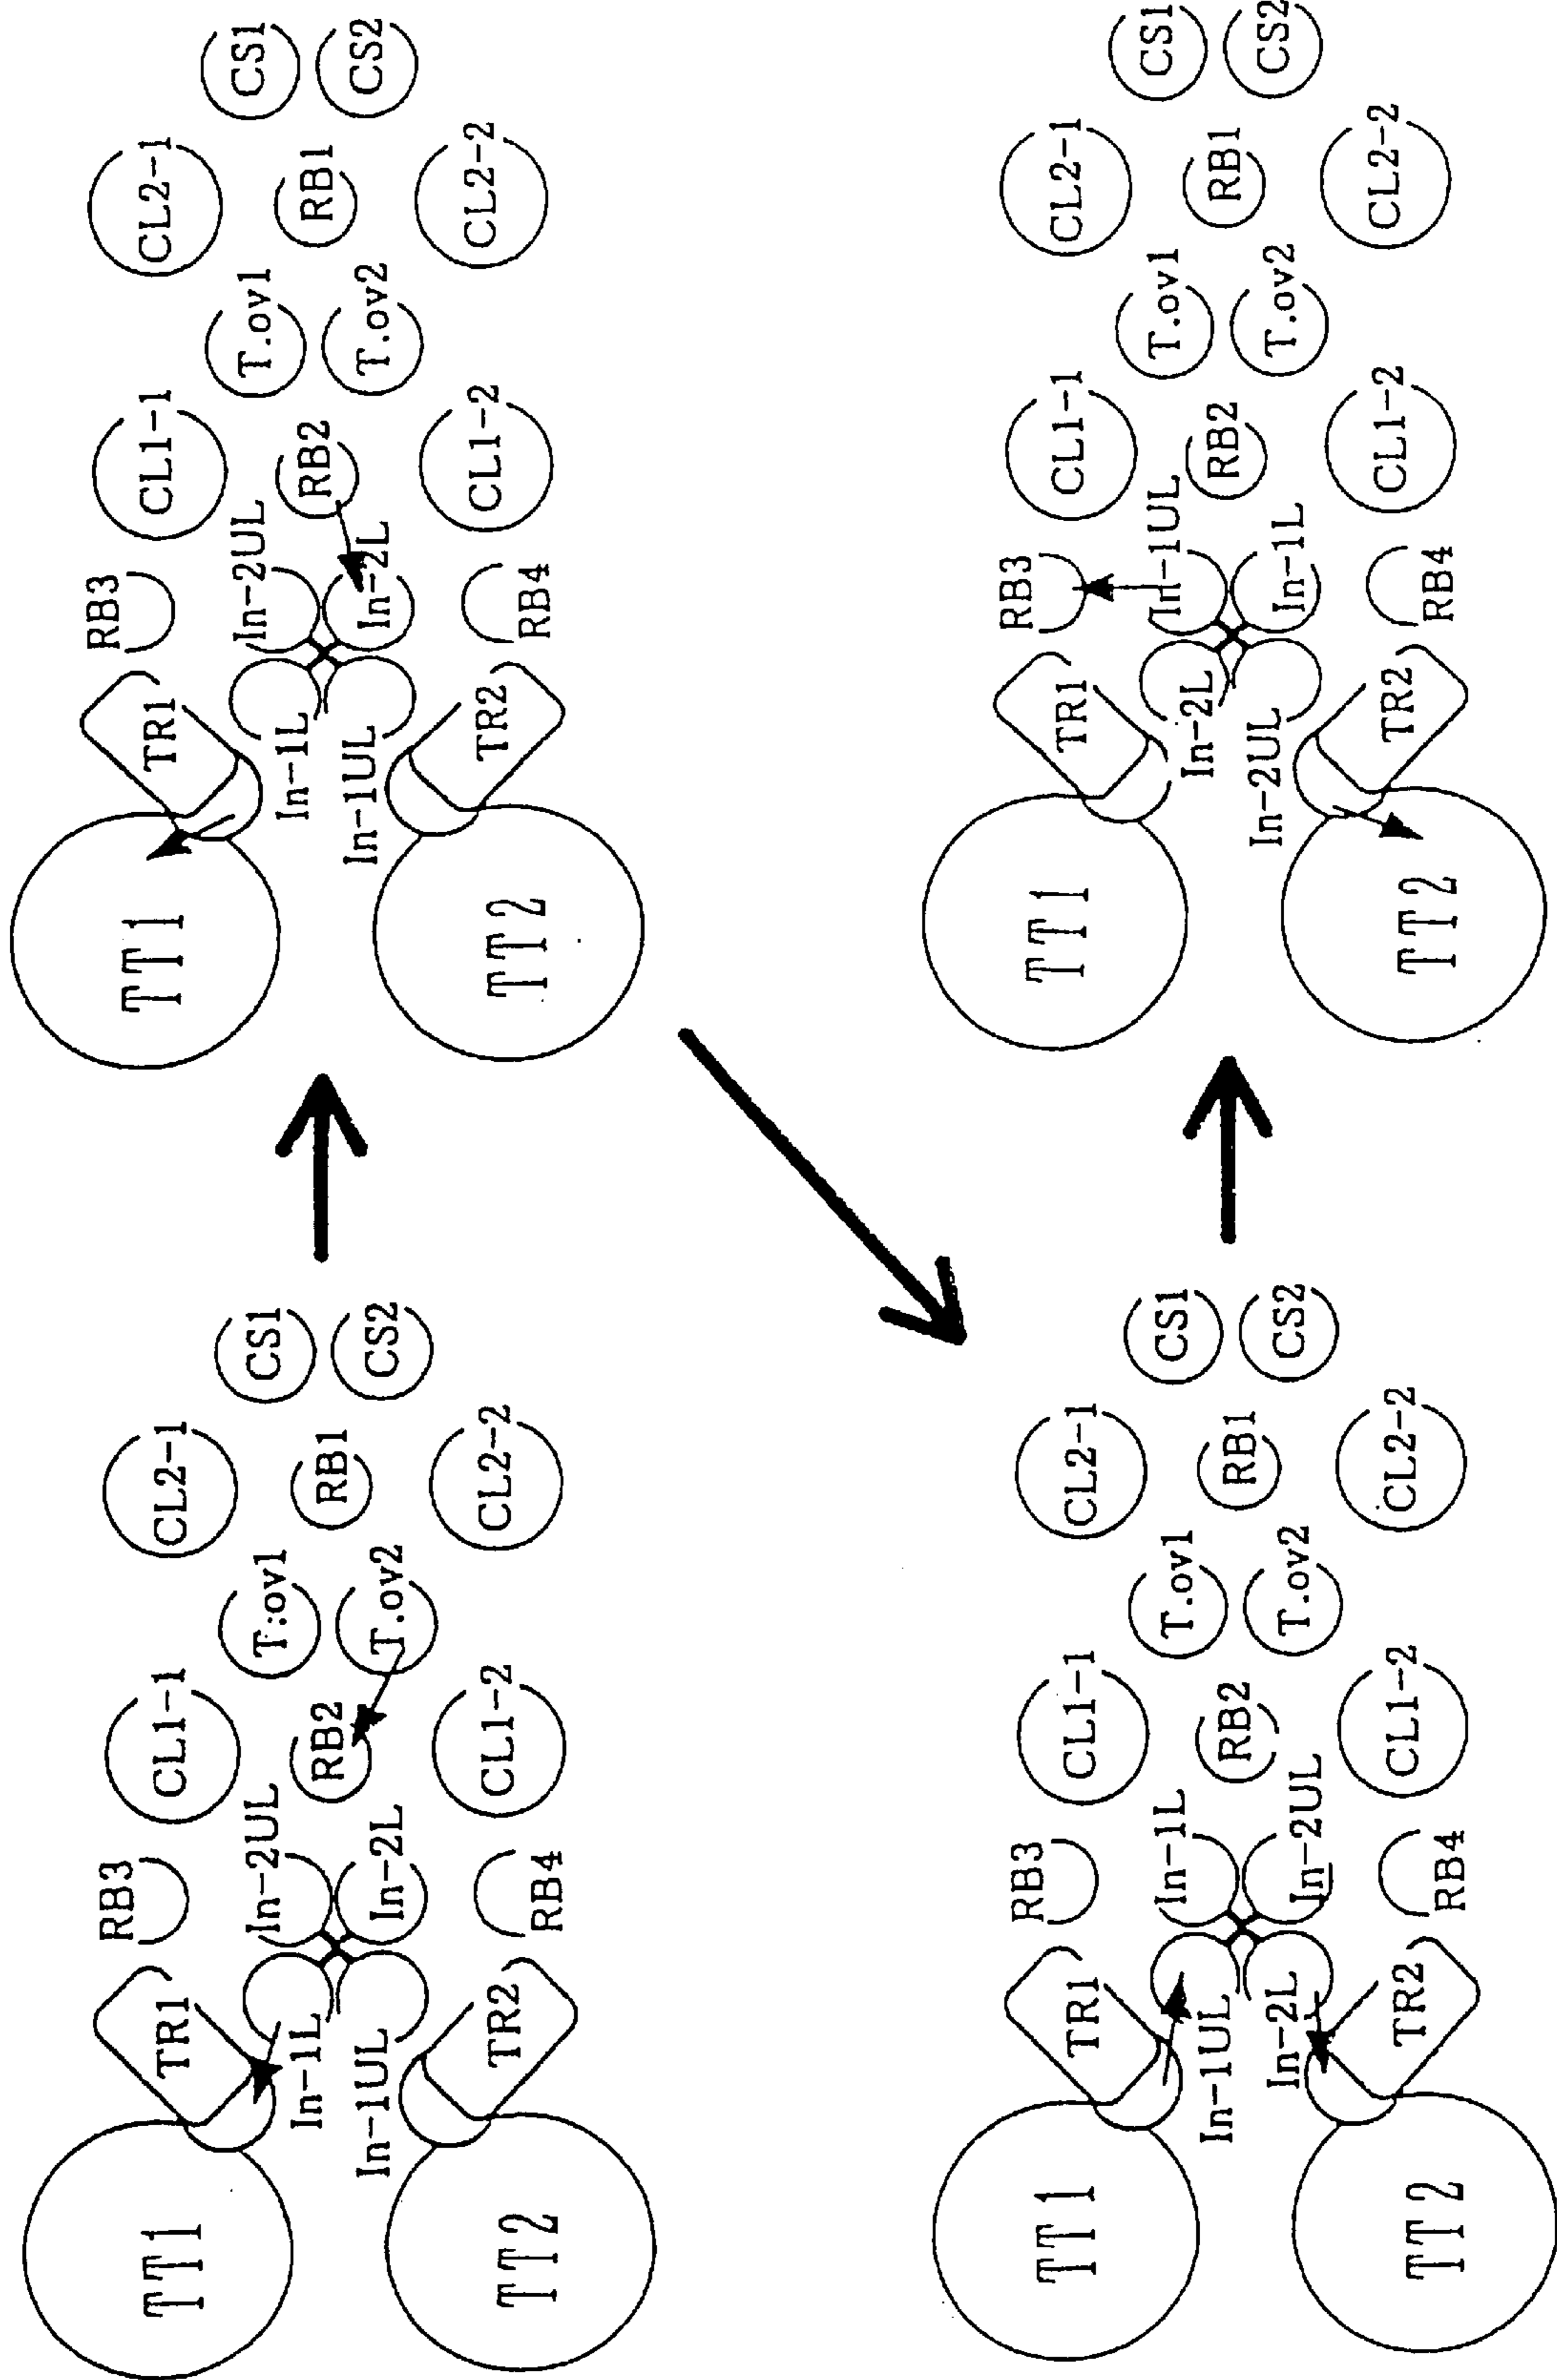 TT1
TR1
RB3
CL1-1
CL2-1
In-1L
In-2UL
T:ov1
CS1
RB2
RB1
In-1UL
In-2L
T.ov2
CS2
TT2
TR2
RB4
CL1-2
CL2-2
TT1
TR1
RB3
CL1-1
CL2-1
In-1L
In-2UL
T.ov1
CS1
RB2
RB1
In-1UL
In-2L
T.ov2
CS2
TT2
TR2
RB4
CL1-2
CL2-2
TT1
TR1
RB3
CL1-1
CL2-1
In-1UL
In-1L
T.ov1
CS1
RB2
RB1
In-2L
In-2UL
T.ov2
CS2
TT2
TR2
RB4
CL1-2
CL2-2
TT1
TR1
RB3
CL1-1
CL2-1
In-2L
In-1UL
T.ov1
CS1
RB2
RB1
In-2UL
In-1L
T.ov2
CS2
TT2
TR2
RB4
CL1-2
CL2-2